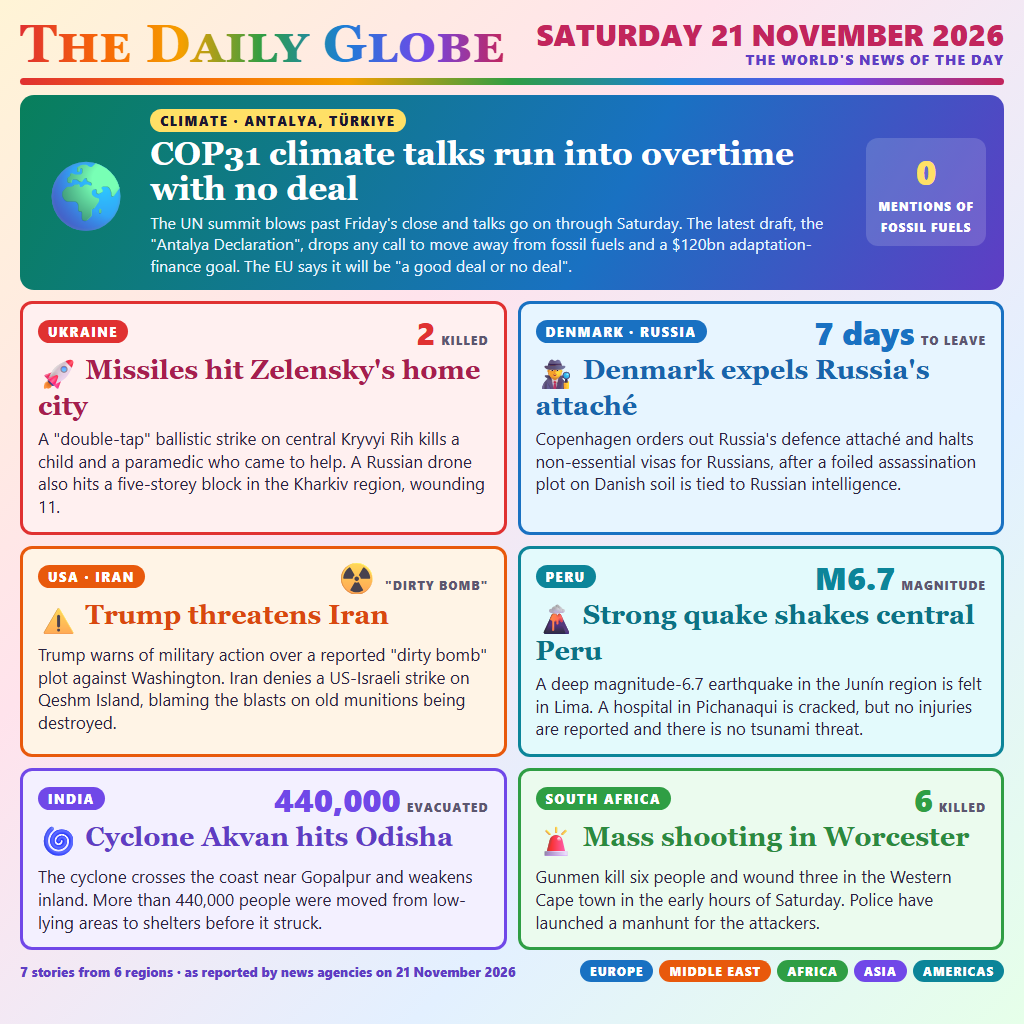 THE DAILY GLOBE
SATURDAY 21 NOVEMBER 2026
THE WORLD'S NEWS OF THE DAY
CLIMATE · ANTALYA, TÜRKIYE
COP31 climate talks run into overtime
with no deal
The UN summit blows past Friday's close and talks go on through Saturday. The latest draft, the
"Antalya Declaration", drops any call to move away from fossil fuels and a $120bn adaptation-
finance goal. The EU says it will be "a good deal or no deal".
0
MENTIONS OF
FOSSIL FUELS
UKRAINE
2 KILLED
Missiles hit Zelensky's home
city
A "double-tap" ballistic strike on central Kryvyi Rih kills a
child and a paramedic who came to help. A Russian drone
also hits a five-storey block in the Kharkiv region, wounding
11.
DENMARK · RUSSIA
7 days TO LEAVE
Denmark expels Russia's
attaché
Copenhagen orders out Russia's defence attaché and halts
non-essential visas for Russians, after a foiled assassination
plot on Danish soil is tied to Russian intelligence.
USA · IRAN
"DIRTY BOMB"
Trump threatens Iran
Trump warns of military action over a reported "dirty bomb"
plot against Washington. Iran denies a US-Israeli strike on
Qeshm Island, blaming the blasts on old munitions being
destroyed.
PERU
M6.7 MAGNITUDE
Strong quake shakes central
Peru
A deep magnitude-6.7 earthquake in the Junín region is felt
in Lima. A hospital in Pichanaqui is cracked, but no injuries
are reported and there is no tsunami threat.
INDIA
440,000 EVACUATED
Cyclone Akvan hits Odisha
The cyclone crosses the coast near Gopalpur and weakens
inland. More than 440,000 people were moved from low-
lying areas to shelters before it struck.
SOUTH AFRICA
6 KILLED
Mass shooting in Worcester
Gunmen kill six people and wound three in the Western
Cape town in the early hours of Saturday. Police have
launched a manhunt for the attackers.
7 stories from 6 regions · as reported by news agencies on 21 November 2026
EUROPE
MIDDLE EAST
AFRICA
ASIA
AMERICAS